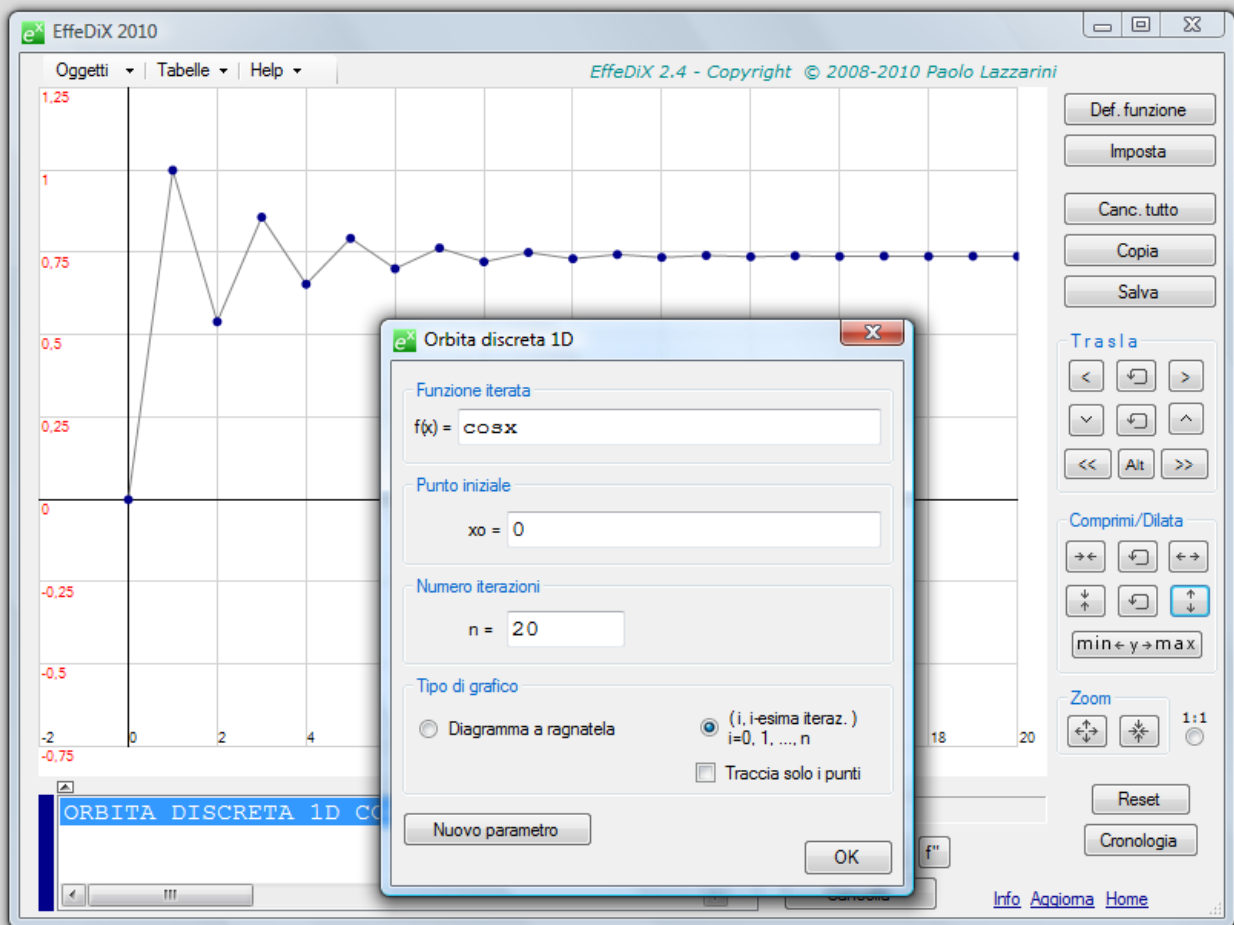 EffeDiX 2010
Oggetti Tabelle Help
EffeDiX 2.4 - Copyright © 2008-2010 Paolo Lazzarini
1,25
1
0,75
0,5
0,25
0
-0,25
-0,5
-0,75
-2 0 2 4 18 20
Def. funzione
Imposta
Canc. tutto
Copia
Salva
Trasla
< >
<< Alt >>
Comprimi/Dilata
min←y→max
Zoom
1:1
Reset
Cronologia
Info Aggiorna Home
Orbita discreta 1D
Funzione iterata
f(x) = cosx
Punto iniziale
xo = 0
Numero iterazioni
n = 20
Tipo di grafico
Diagramma a ragnatela
( i, i-esima iteraz. )
i=0, 1, ..., n
Traccia solo i punti
Nuovo parametro
OK
ORBITA DISCRETA 1D CO
f"